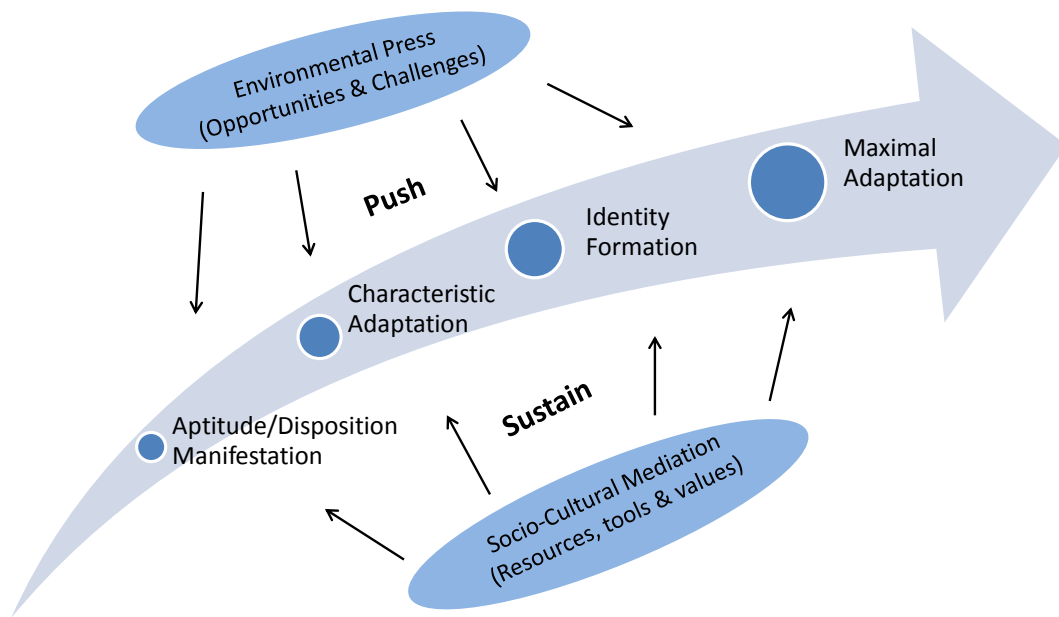 Environmental Press
(Opportunities & Challenges)
Push
Maximal
Adaptation
Identity
Formation
Characteristic
Adaptation
Aptitude/Disposition
Manifestation
Sustain
Socio-Cultural Mediation
(Resources, tools & values)